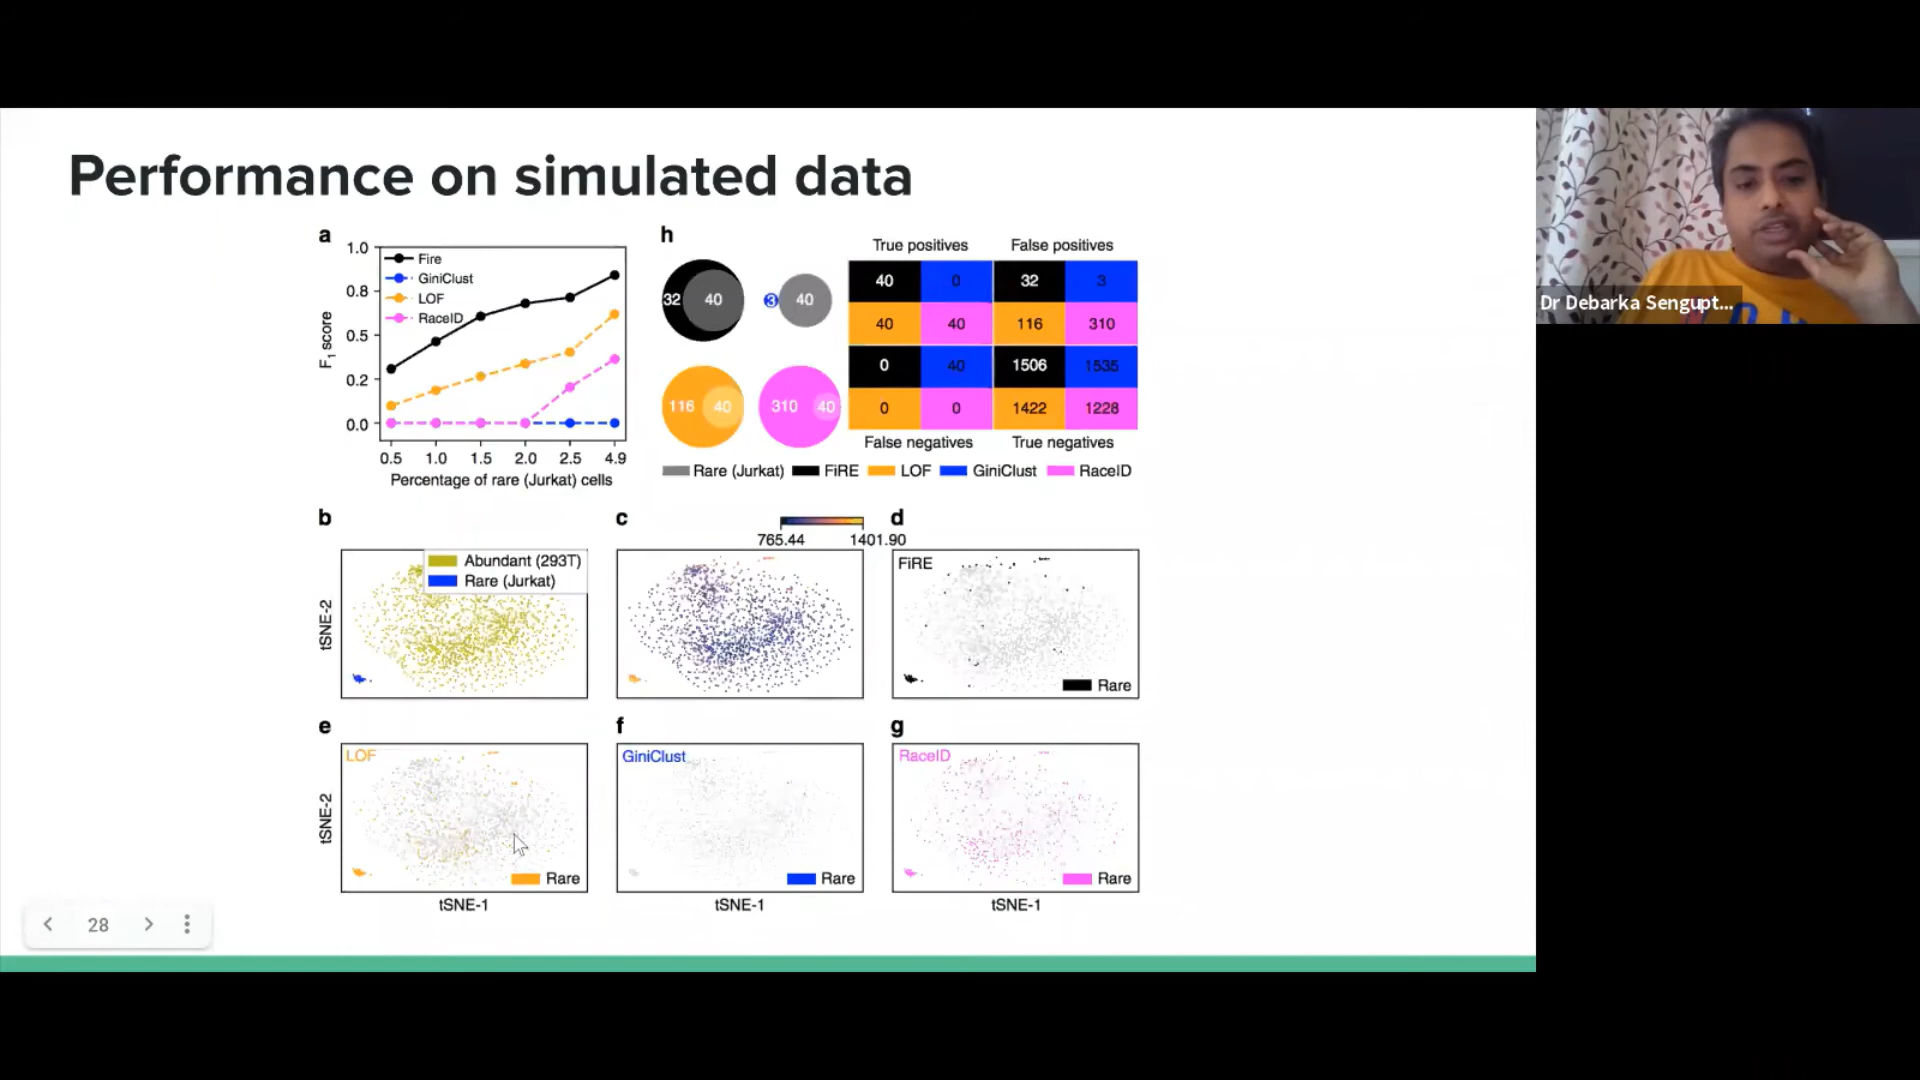 Performance on simulated data
a
1.0
0.8
0.5
0.2
0.0
F1 score
Fire
GiniClust
LOF
RaceID
0.5 1.0 1.5 2.0 2.5 4.9
Percentage of rare (Jurkat) cells
h
32 40
3 40
116 40
310 40
True positives False positives
40 0 32 3
40 40 116 310
0 40 1506 1535
0 0 1422 1228
False negatives True negatives
Rare (Jurkat) FiRE LOF GiniClust RaceID
b
Abundant (293T)
Rare (Jurkat)
tSNE-2
c
765.44 1401.90
d
FiRE
Rare
e
LOF
Rare
tSNE-2
tSNE-1
f
GiniClust
Rare
tSNE-1
g
RaceID
Rare
tSNE-1
28
Dr Debarka Sengupt...